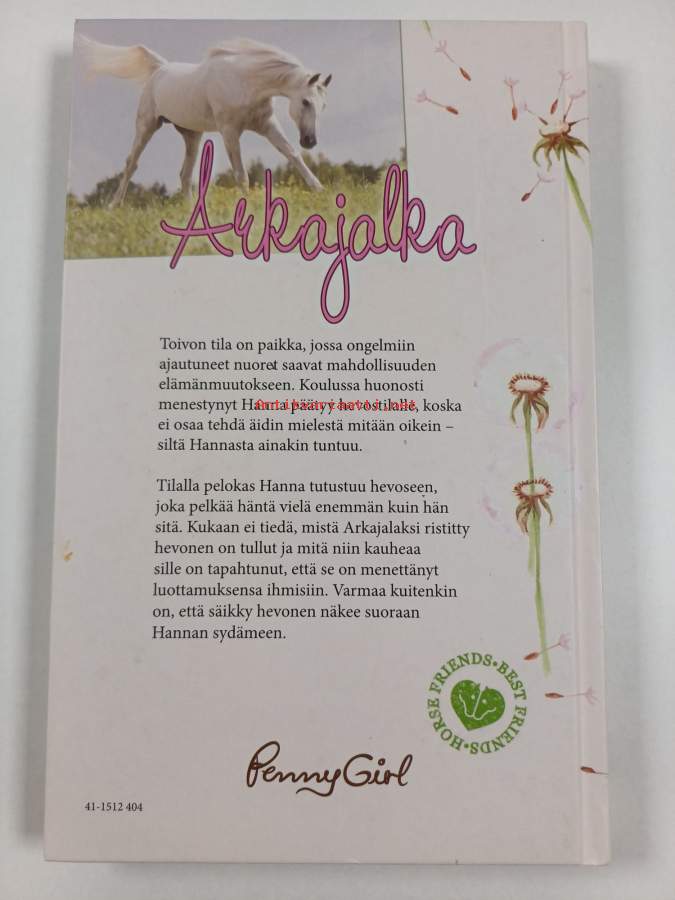 Arkajalka
Toivon tila on paikka, jossa ongelmiin
ajautuneet nuoret saavat mahdollisuuden
elämänmuutokseen. Koulussa huonosti
menestynyt Hanna päätyy hevostilalle, koska
Antikvariaatti.net
ei osaa tehdä äidin mielestä mitään oikein –
siltä Hannasta ainakin tuntuu.
Tilalla pelokas Hanna tutustuu hevoseen,
joka pelkää häntä vielä enemmän kuin hän
sitä. Kukaan ei tiedä, mistä Arkajalaksi ristitty
hevonen on tullut ja mitä niin kauheaa
sille on tapahtunut, että se on menettänyt
luottamuksensa ihmisiin. Varmaa kuitenkin
on, että säikky hevonen näkee suoraan
Hannan sydämeen.
HORSE FRIENDS•BEST FRIENDS•
PennyGirl
41-1512 404